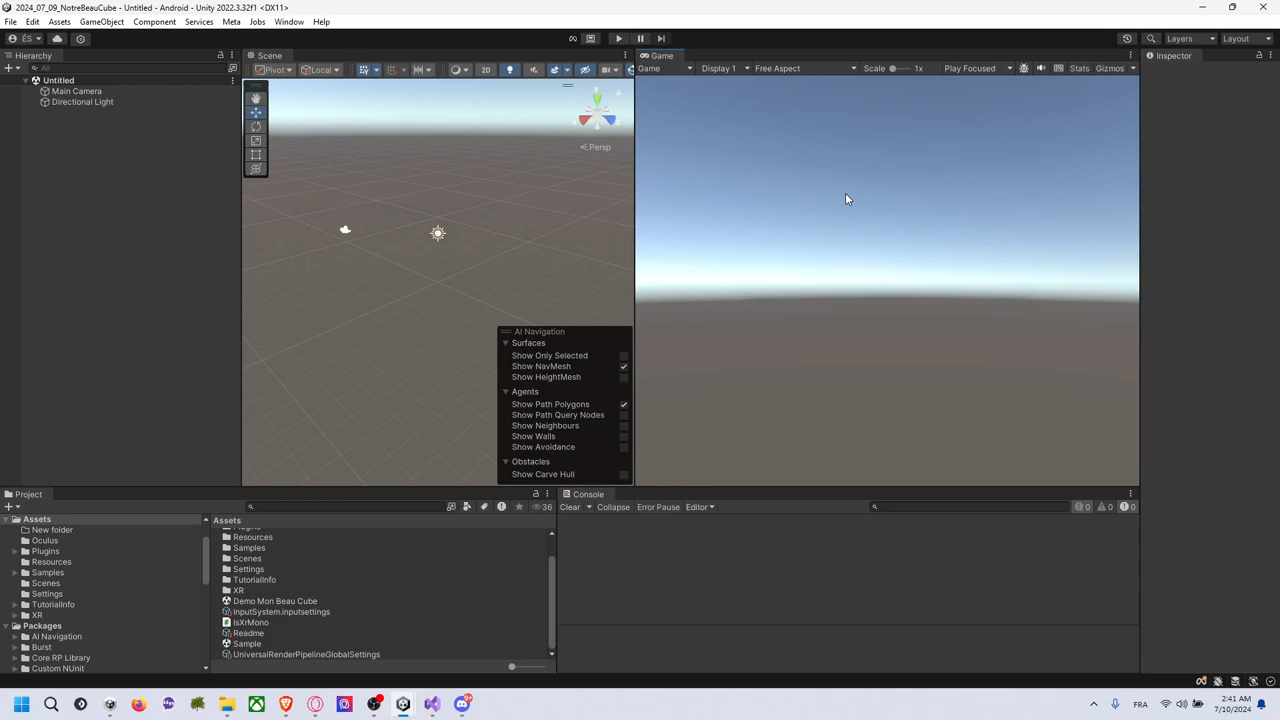 2024_07_09_NotreBeauCube - Untitled - Android - Unity 2022.3.32f1 <DX11>
File Edit Assets GameObject Component Services Meta Jobs Window Help
ÉS Layers Layout
Hierarchy
All
Untitled
Main Camera
Directional Light
Scene
Pivot Local 2D
Persp
AI Navigation
Surfaces
Show Only Selected
Show NavMesh
Show HeightMesh
Agents
Show Path Polygons
Show Path Query Nodes
Show Neighbours
Show Walls
Show Avoidance
Obstacles
Show Carve Hull
Game
Game Display 1 Free Aspect Scale 1x Play Focused Stats Gizmos
Inspector
Project
36
Assets
New folder
Oculus
Plugins
Resources
Samples
Scenes
Settings
TutorialInfo
XR
Packages
AI Navigation
Burst
Core RP Library
Custom NUnit
Assets
Plugins
Resources
Samples
Scenes
Settings
TutorialInfo
XR
Demo Mon Beau Cube
InputSystem.inputsettings
IsXrMono
Readme
Sample
UniversalRenderPipelineGlobalSettings
Console
Clear Collapse Error Pause Editor 0 0 0
FRA 2:41 AM
7/10/2024